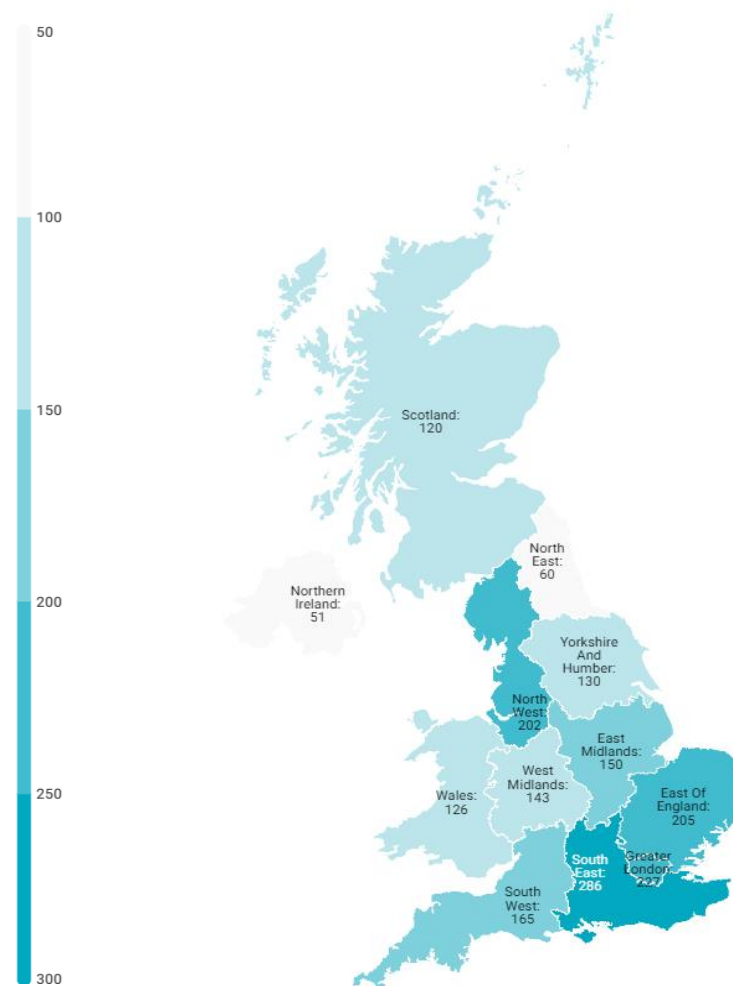 50
100
150
200
250
300
Scotland:
120
North
East:
60
Northern
Ireland:
51
Yorkshire
And
Humber:
130
North
West:
202
East
Midlands:
150
West
Midlands:
143
Wales:
126
East Of
England:
205
Greater
London:
227
South
East:
286
South
West:
165